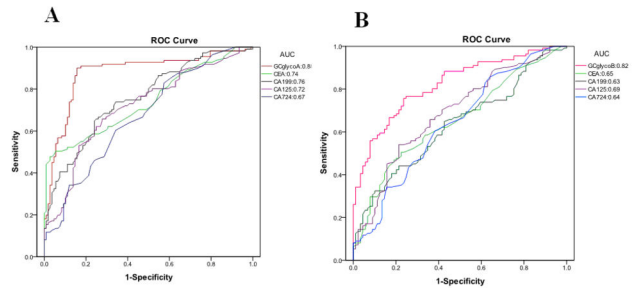 A
ROC Curve
AUC
GCglycoA:0.8
CEA:0.74
CA199:0.76
CA125:0.72
CA724:0.67
Sensitivity
1.0
0.8
0.6
0.4
0.2
0.0
0.0 0.2 0.4 0.6 0.8 1.0
1-Specificity
B
ROC Curve
AUC
GCglycoB:0.82
CEA:0.65
CA199:0.63
CA125:0.69
CA724:0.64
Sensitivity
1.0
0.8
0.6
0.4
0.2
0.0
0.0 0.2 0.4 0.6 0.8 1.0
1-Specificity